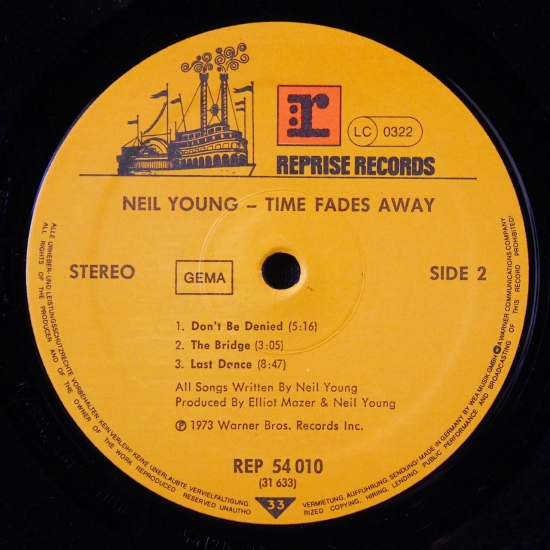 r
LC 0322
REPRISE RECORDS
NEIL YOUNG – TIME FADES AWAY
STEREO
GEMA
SIDE 2
1. Don't Be Denied (5:16)
2. The Bridge (3:05)
3. Last Dance (8:47)
All Songs Written By Neil Young
Produced By Elliot Mazer & Neil Young
℗ 1973 Warner Bros. Records Inc.
REP 54 010
(31 633)
33
ALLE URHEBER- UND LEISTUNGSSCHUTZRECHTE VORBEHALTEN. KEIN VERLEIH! KEINE UNERLAUBTE VERVIELFÄLTIGUNG, VERMIETUNG, AUFFÜHRUNG, SENDUNG! MADE IN GERMANY BY WEA MUSIK GMBH A WARNER COMMUNICATIONS COMPANY
ALL RIGHTS OF THE PRODUCER AND OF THE OWNER OF THE WORK REPRODUCED RESERVED UNAUTHORIZED COPYING, HIRING, LENDING, PUBLIC PERFORMANCE AND BROADCASTING OF THIS RECORD PROHIBITED!